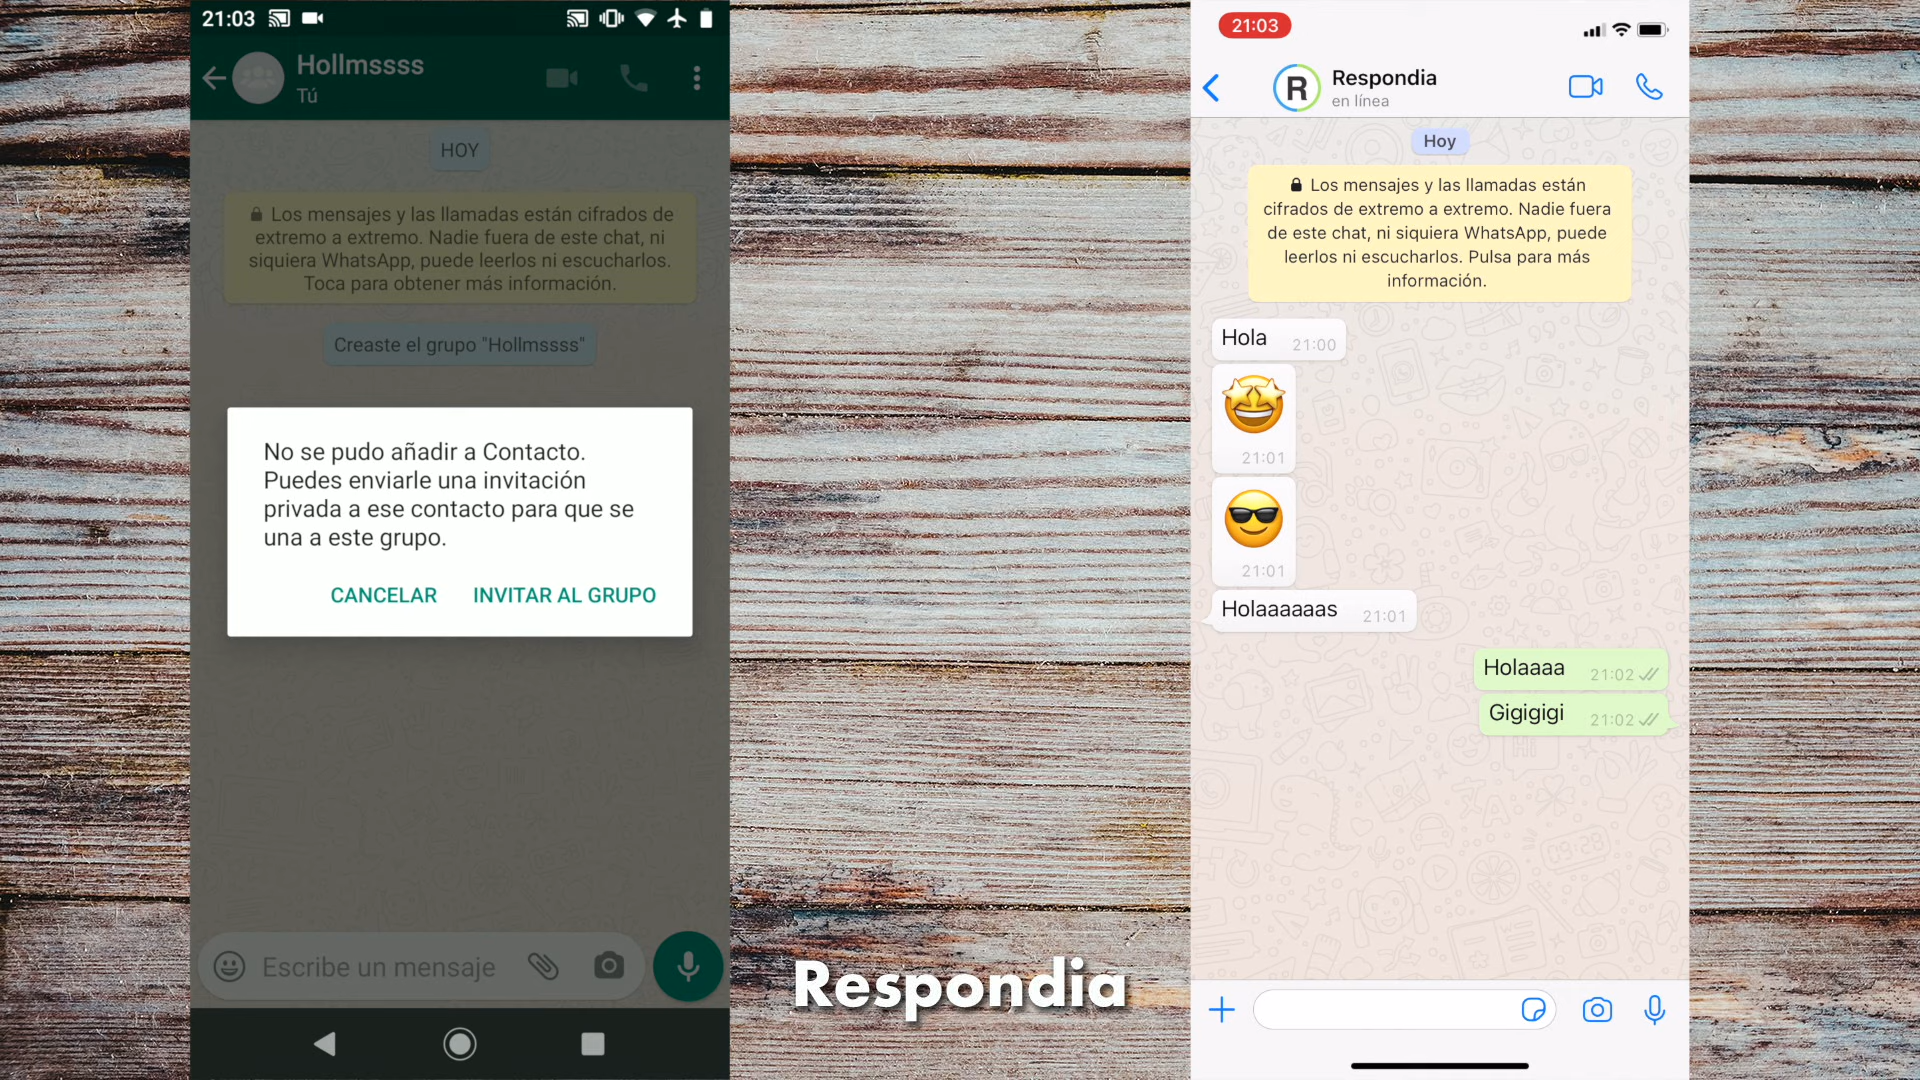 21:03
Hollmssss
Tú
HOY
Los mensajes y las llamadas están cifrados de
extremo a extremo. Nadie fuera de este chat, ni
siquiera WhatsApp, puede leerlos ni escucharlos.
Toca para obtener más información.
Creaste el grupo "Hollmssss"
No se pudo añadir a Contacto.
Puedes enviarle una invitación
privada a ese contacto para que se
una a este grupo.
CANCELAR INVITAR AL GRUPO
Escribe un mensaje
Respondia
21:03
R
Respondia
en línea
Hoy
Los mensajes y las llamadas están
cifrados de extremo a extremo. Nadie fuera
de este chat, ni siquiera WhatsApp, puede
leerlos ni escucharlos. Pulsa para más
información.
Hola 21:00
21:01
21:01
Holaaaaaas 21:01
Holaaaa 21:02
Gigigigi 21:02